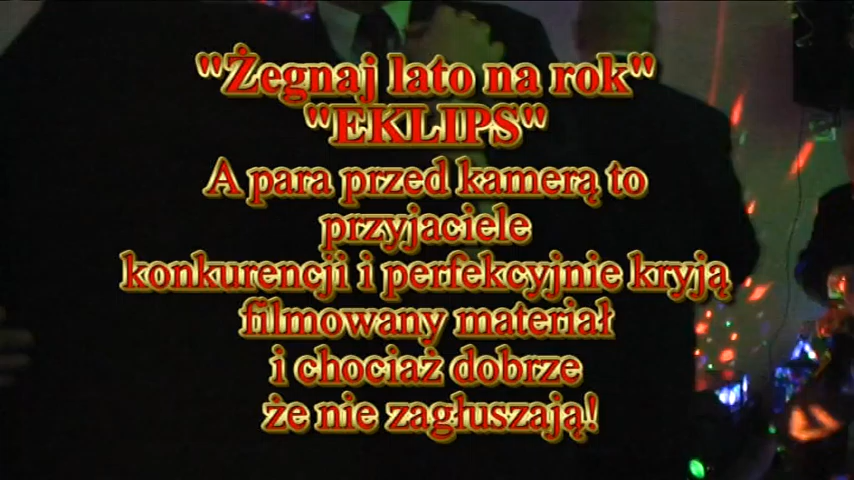 "Żegnaj lato na rok"
"EKLIPS"
A para przed kamerą to
przyjaciele
konkurencji i perfekcyjnie kryją
filmowany materiał
i chociaż dobrze
że nie zagłuszają!